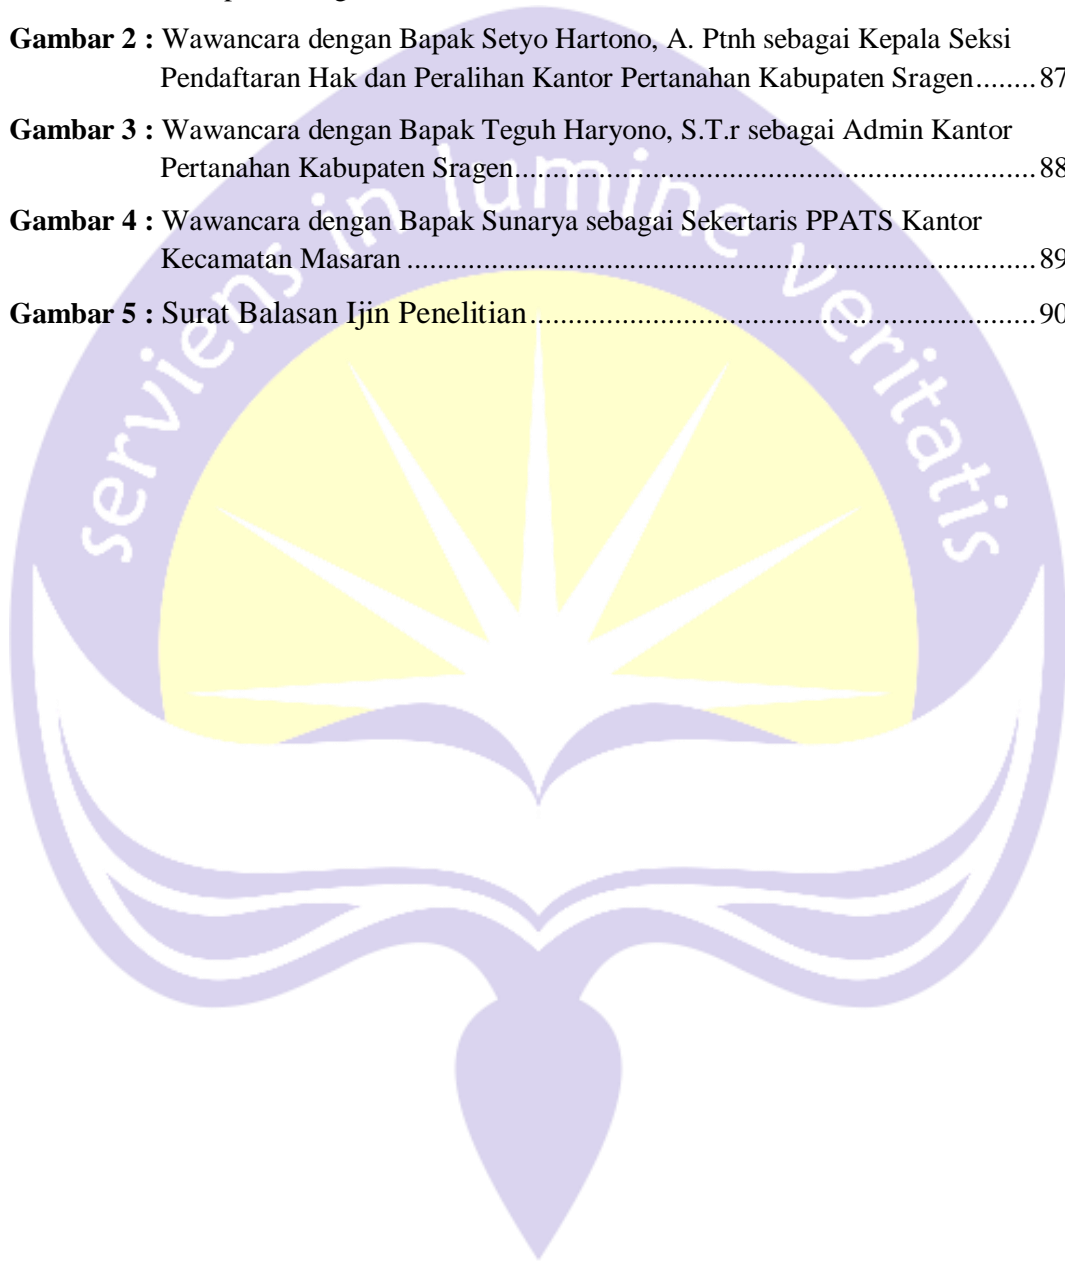 Gambar 2 : Wawancara dengan Bapak Setyo Hartono, A. Ptnh sebagai Kepala Seksi
Pendaftaran Hak dan Peralihan Kantor Pertanahan Kabupaten Sragen........87
Gambar 3 : Wawancara dengan Bapak Teguh Haryono, S.T.r sebagai Admin Kantor
Pertanahan Kabupaten Sragen........................................................................88
Gambar 4 : Wawancara dengan Bapak Sunarya sebagai Sekertaris PPATS Kantor
Kecamatan Masaran.......................................................................................89
Gambar 5 : Surat Balasan Ijin Penelitian......................................................................90
serviens in lumine veritatis